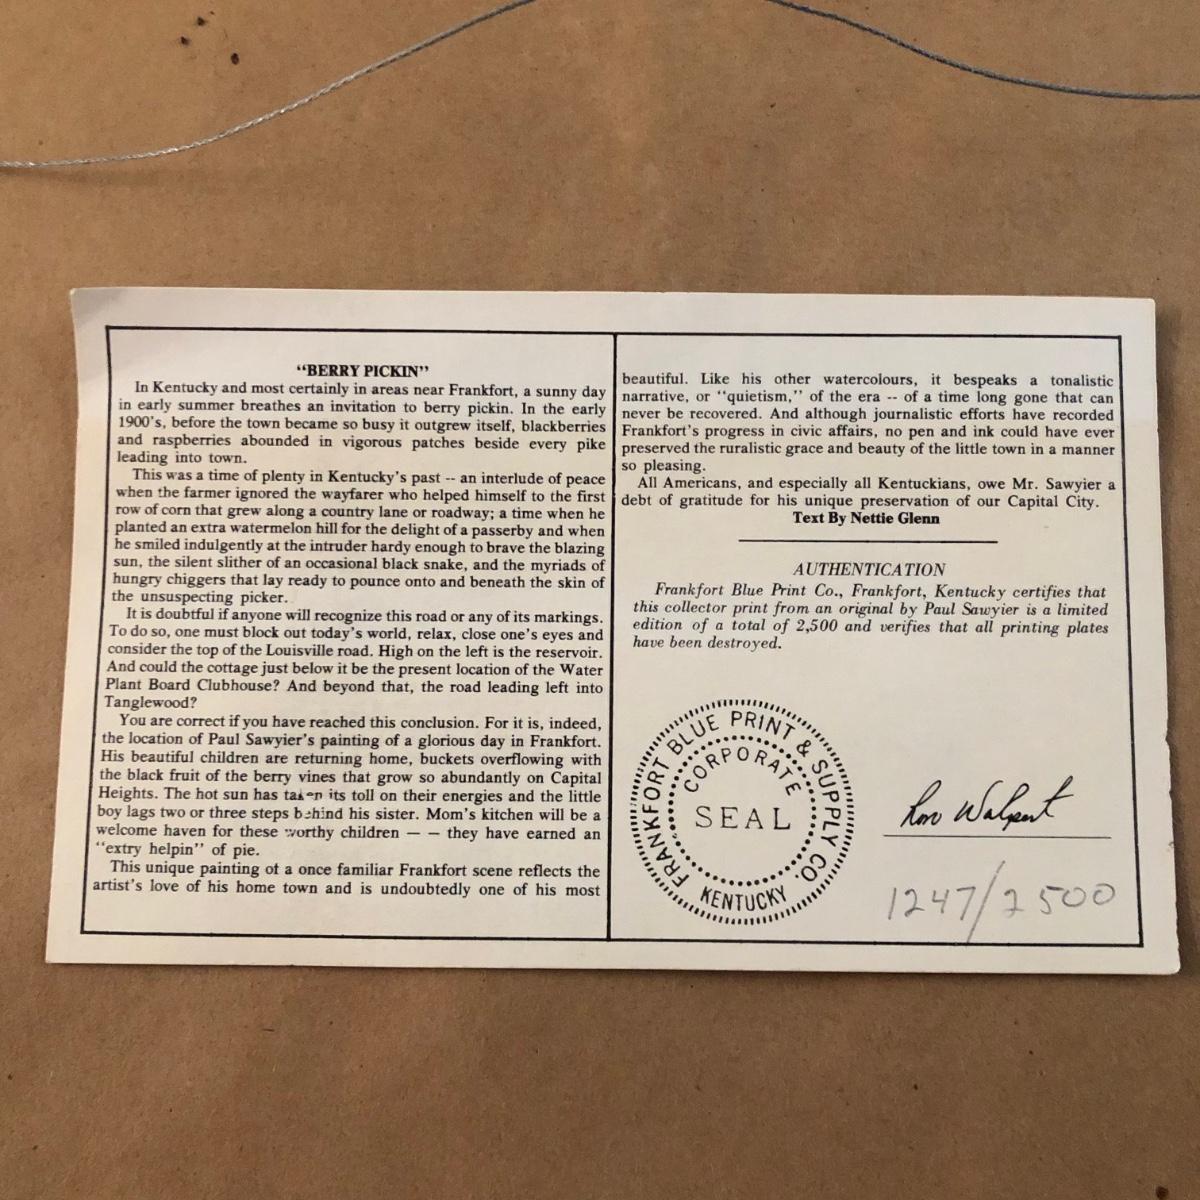 “BERRY PICKIN”
In Kentucky and most certainly in areas near Frankfort, a sunny day
in early summer breathes an invitation to berry pickin. In the early
1900's, before the town became so busy it outgrew itself, blackberries
and raspberries abounded in vigorous patches beside every pike
leading into town.
This was a time of plenty in Kentucky's past -- an interlude of peace
when the farmer ignored the wayfarer who helped himself to the first
row of corn that grew along a country lane or roadway; a time when he
planted an extra watermelon hill for the delight of a passerby and when
he smiled indulgently at the intruder hardy enough to brave the blazing
sun, the silent slither of an occasional black snake, and the myriads of
hungry chiggers that lay ready to pounce onto and beneath the skin of
the unsuspecting picker.
It is doubtful if anyone will recognize this road or any of its markings.
To do so, one must block out today's world, relax, close one's eyes and
consider the top of the Louisville road. High on the left is the reservoir.
And could the cottage just below it be the present location of the Water
Plant Board Clubhouse? And beyond that, the road leading left into
Tanglewood?
You are correct if you have reached this conclusion. For it is, indeed,
the location of Paul Sawyier's painting of a glorious day in Frankfort.
His beautiful children are returning home, buckets overflowing with
the black fruit of the berry vines that grow so abundantly on Capital
Heights. The hot sun has taken its toll on their energies and the little
boy lags two or three steps behind his sister. Mom's kitchen will be a
welcome haven for these worthy children — — they have earned an
“extry helpin” of pie.
This unique painting of a once familiar Frankfort scene reflects the
artist's love of his home town and is undoubtedly one of his most
beautiful. Like his other watercolours, it bespeaks a tonalistic
narrative, or “quietism,” of the era -- of a time long gone that can
never be recovered. And although journalistic efforts have recorded
Frankfort's progress in civic affairs, no pen and ink could have ever
preserved the ruralistic grace and beauty of the little town in a manner
so pleasing.
All Americans, and especially all Kentuckians, owe Mr. Sawyier a
debt of gratitude for his unique preservation of our Capital City.
Text By Nettie Glenn
AUTHENTICATION
Frankfort Blue Print Co., Frankfort, Kentucky certifies that
this collector print from an original by Paul Sawyier is a limited
edition of a total of 2,500 and verifies that all printing plates
have been destroyed.
FRANKFORT BLUE PRINT & SUPPLY CO
CORPORATE
SEAL
KENTUCKY
1247/2500